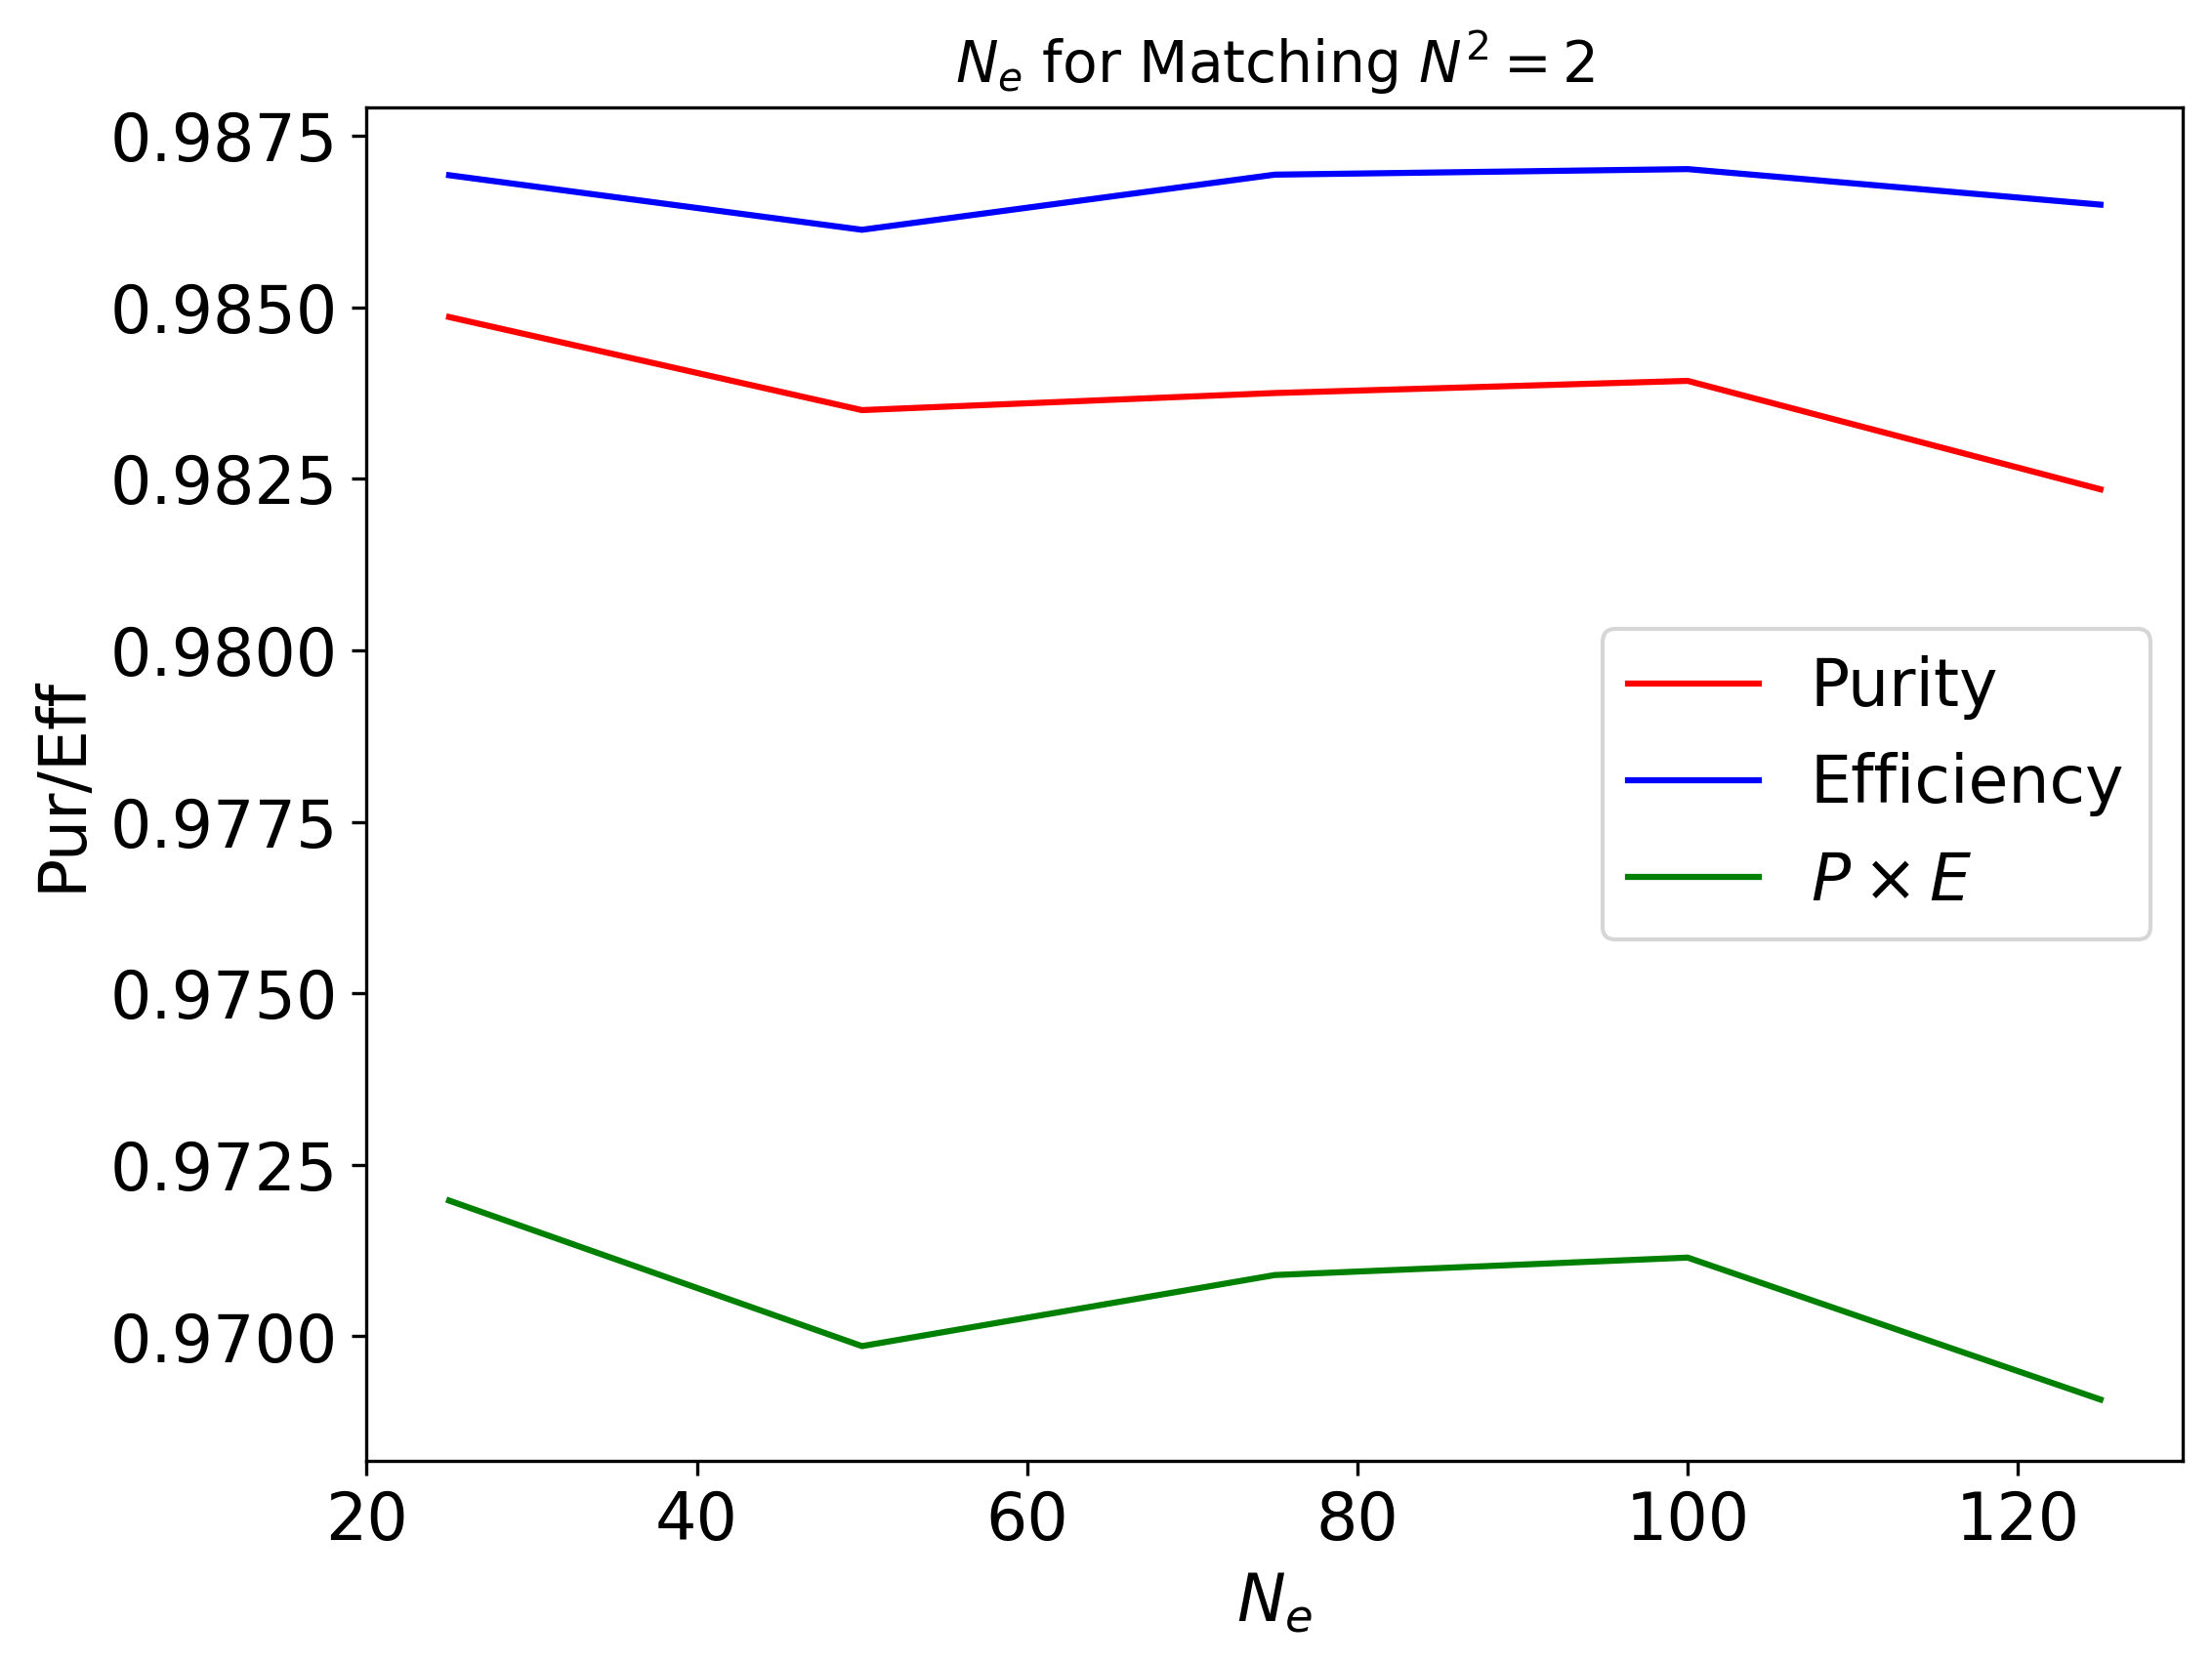 N_e for Matching N^2 = 2
0.9875
0.9850
0.9825
0.9800
0.9775
0.9750
0.9725
0.9700
Pur/Eff
Purity
Efficiency
P × E
20 40 60 80 100 120
N_e